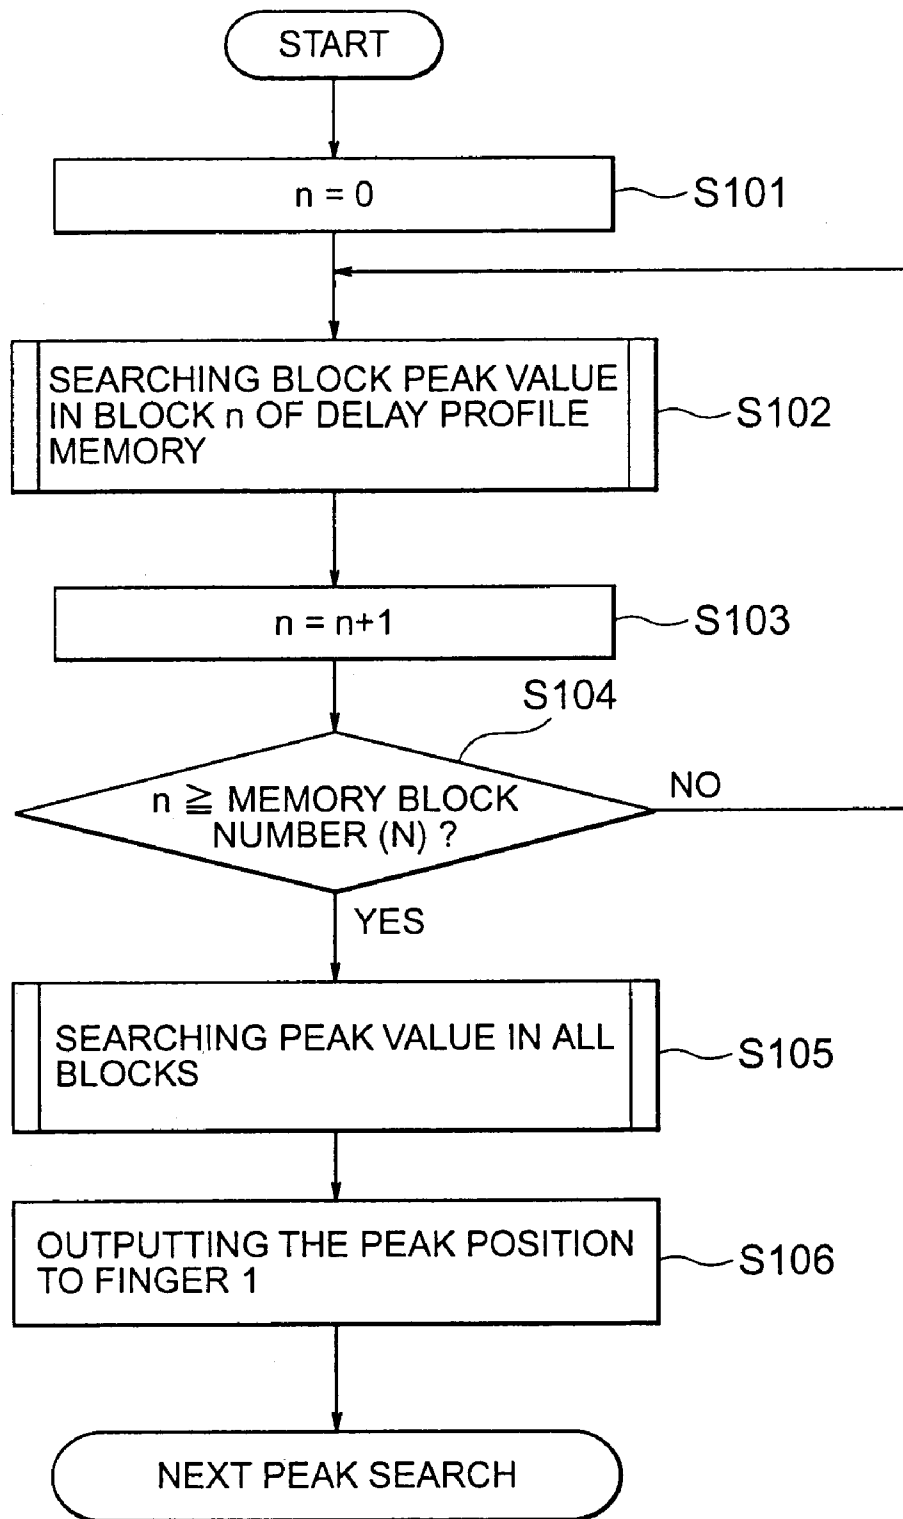 START
n = 0
S101
SEARCHING BLOCK PEAK VALUE
IN BLOCK n OF DELAY PROFILE
MEMORY
S102
n = n+1
S103
S104
n ≧ MEMORY BLOCK
NUMBER (N) ?
NO
YES
SEARCHING PEAK VALUE IN ALL
BLOCKS
S105
OUTPUTTING THE PEAK POSITION
TO FINGER 1
S106
NEXT PEAK SEARCH